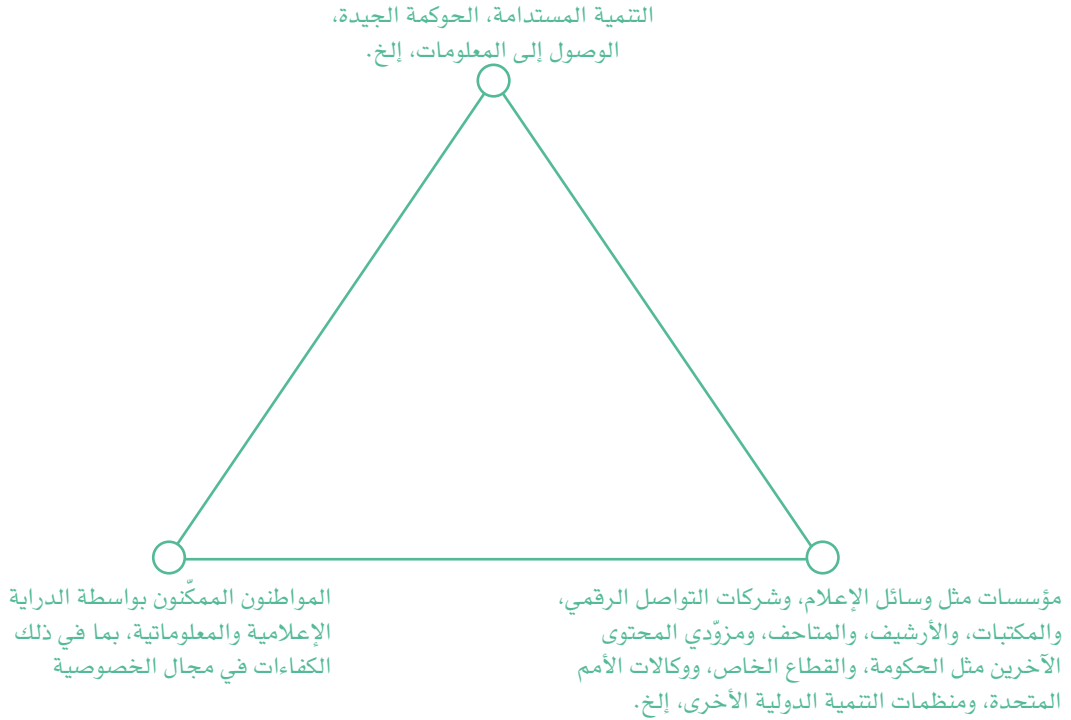 التنمية المستدامة، الحوكمة الجيدة،
الوصول إلى المعلومات، إلخ.
مؤسسات مثل وسائل الإعلام، وشركات التواصل الرقمي،
والمكتبات، والأرشيف، والمتاحف، ومزوّدي المحتوى
الآخرين مثل الحكومة، والقطاع الخاص، ووكالات الأمم
المتحدة، ومنظمات التنمية الدولية الأخرى، إلخ.
المواطنون الممكّنون بواسطة الدراية
الإعلامية والمعلوماتية، بما في ذلك
الكفاءات في مجال الخصوصية